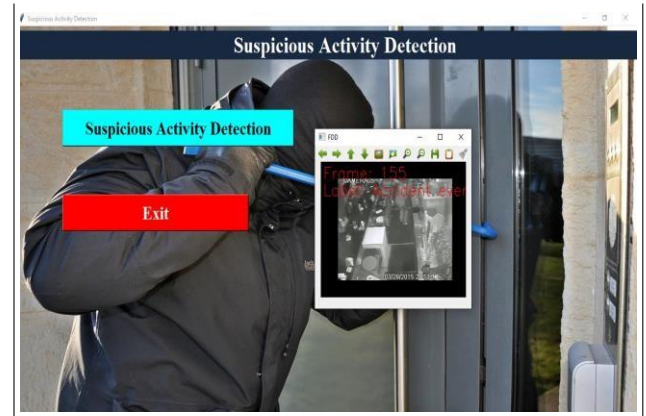 Suspicious Activity Detection
Suspicious Activity Detection
Suspicious Activity Detection
FDD
Frame: 155
Exit